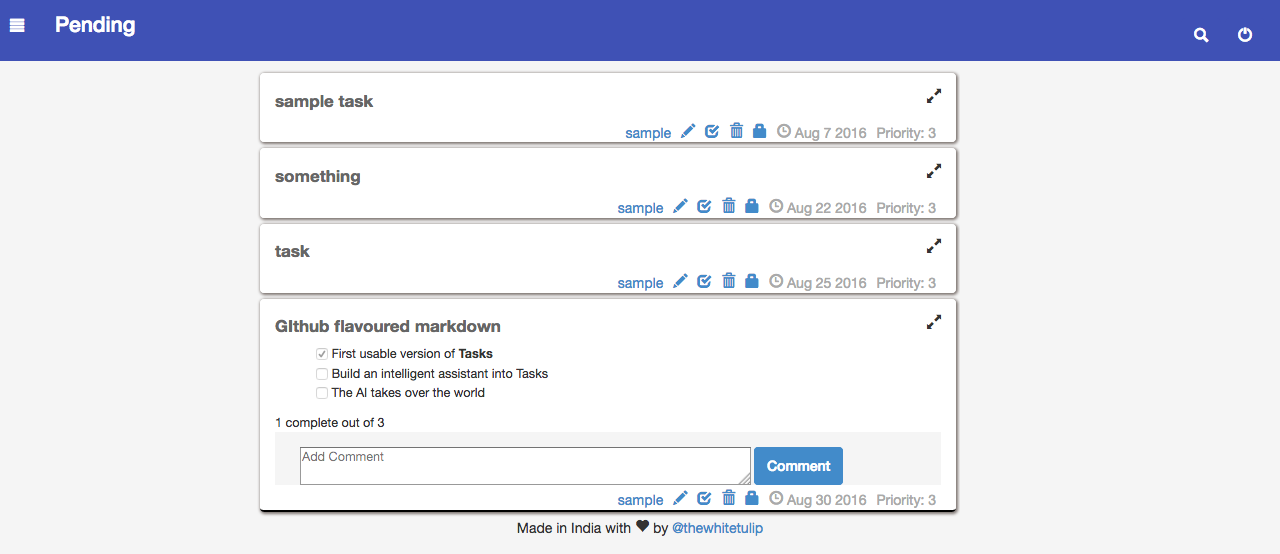 Pending
sample task
sample Aug 7 2016 Priority: 3
something
sample Aug 22 2016 Priority: 3
task
sample Aug 25 2016 Priority: 3
GIthub flavoured markdown
First usable version of Tasks
Build an intelligent assistant into Tasks
The AI takes over the world
1 complete out of 3
Add Comment
Comment
sample Aug 30 2016 Priority: 3
Made in India with by @thewhitetulip